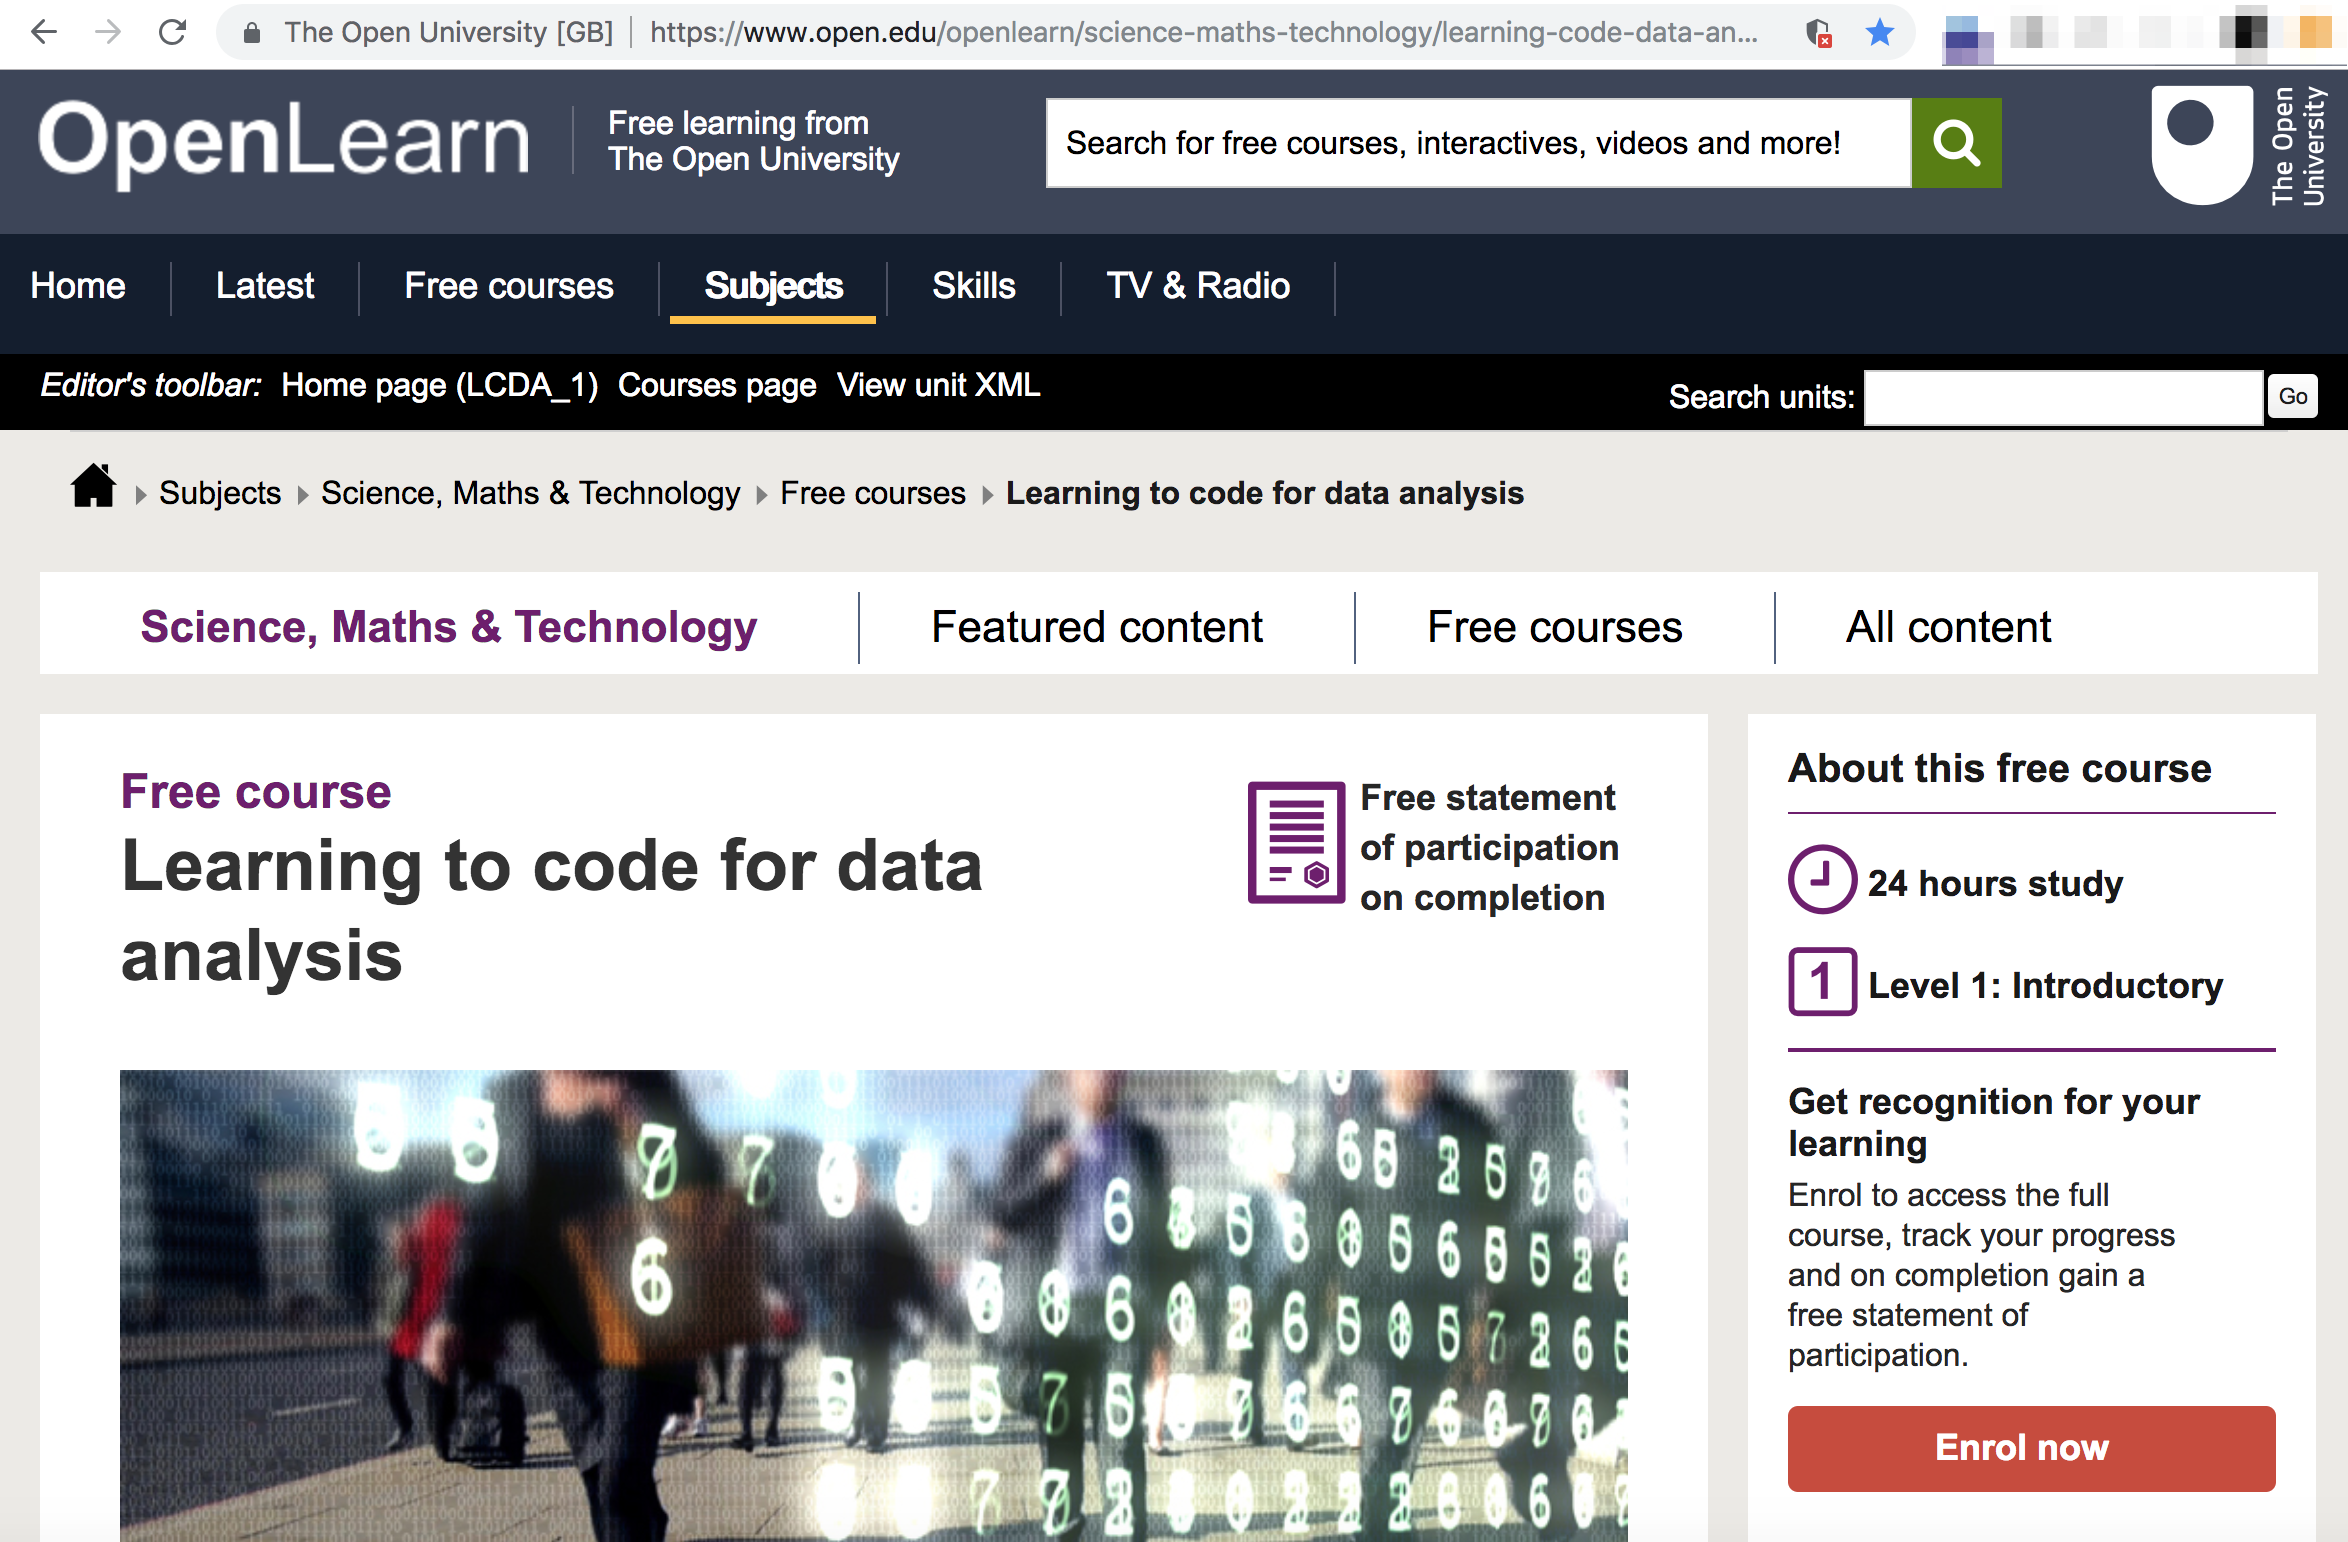 The Open University [GB] https://www.open.edu/openlearn/science-maths-technology/learning-code-data-an...
OpenLearn
Free learning from
The Open University
Search for free courses, interactives, videos and more!
The Open
University
Home Latest Free courses Subjects Skills TV & Radio
Editor's toolbar: Home page (LCDA_1) Courses page View unit XML
Search units: Go
Subjects Science, Maths & Technology Free courses Learning to code for data analysis
Science, Maths & Technology Featured content Free courses All content
Free course
Learning to code for data
analysis
Free statement
of participation
on completion
About this free course
24 hours study
1 Level 1: Introductory
Get recognition for your
learning
Enrol to access the full
course, track your progress
and on completion gain a
free statement of
participation.
Enrol now